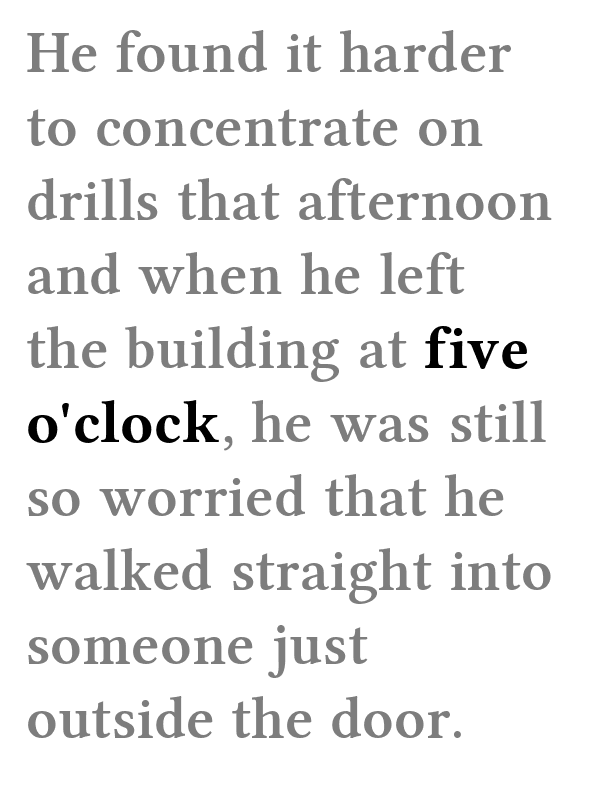 He found it harder
to concentrate on
drills that afternoon
and when he left
the building at five
o'clock, he was still
so worried that he
walked straight into
someone just
outside the door.